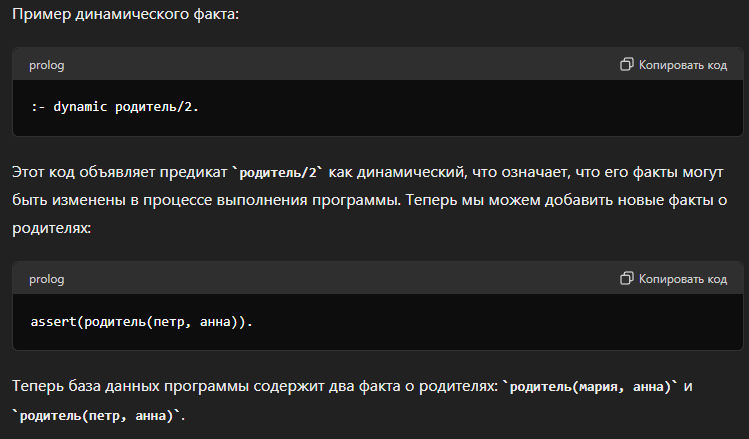 Пример динамического факта:
prolog
Копировать код
:- dynamic родитель/2.
Этот код объявляет предикат `родитель/2` как динамический, что означает, что его факты могут
быть изменены в процессе выполнения программы. Теперь мы можем добавить новые факты о
родителях:
prolog
Копировать код
assert(родитель(петр, анна)).
Теперь база данных программы содержит два факта о родителях: `родитель(мария, анна)` и
`родитель(петр, анна)`.